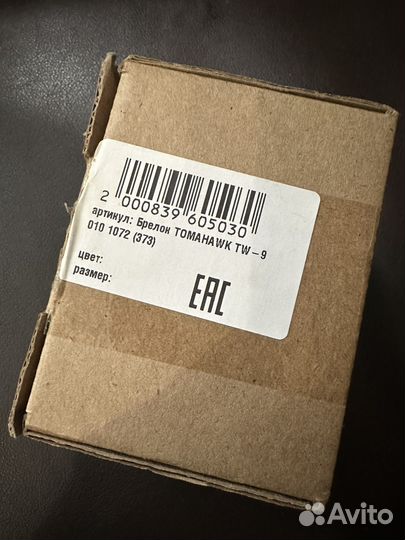 2 000839 605030
артикул: Брелок TOMAHAWK TW-9
010 1072 (373)
цвет:
размер:
EAC
Avito